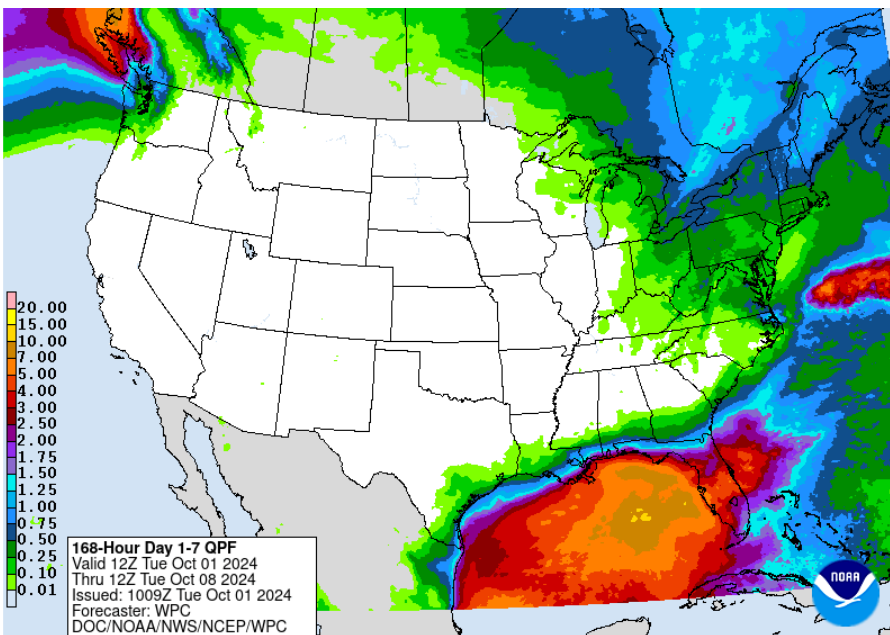 20.00
15.00
10.00
7.00
5.00
4.00
3.00
2.50
2.00
1.75
1.50
1.25
1.00
0.75
0.50
0.25
0.10
0.01
168-Hour Day 1-7 QPF
Valid 12Z Tue Oct 01 2024
Thru 12Z Tue Oct 08 2024
Issued: 1009Z Tue Oct 01 2024
Forecaster: WPC
DOC/NOAA/NWS/NCEP/WPC
NOAA